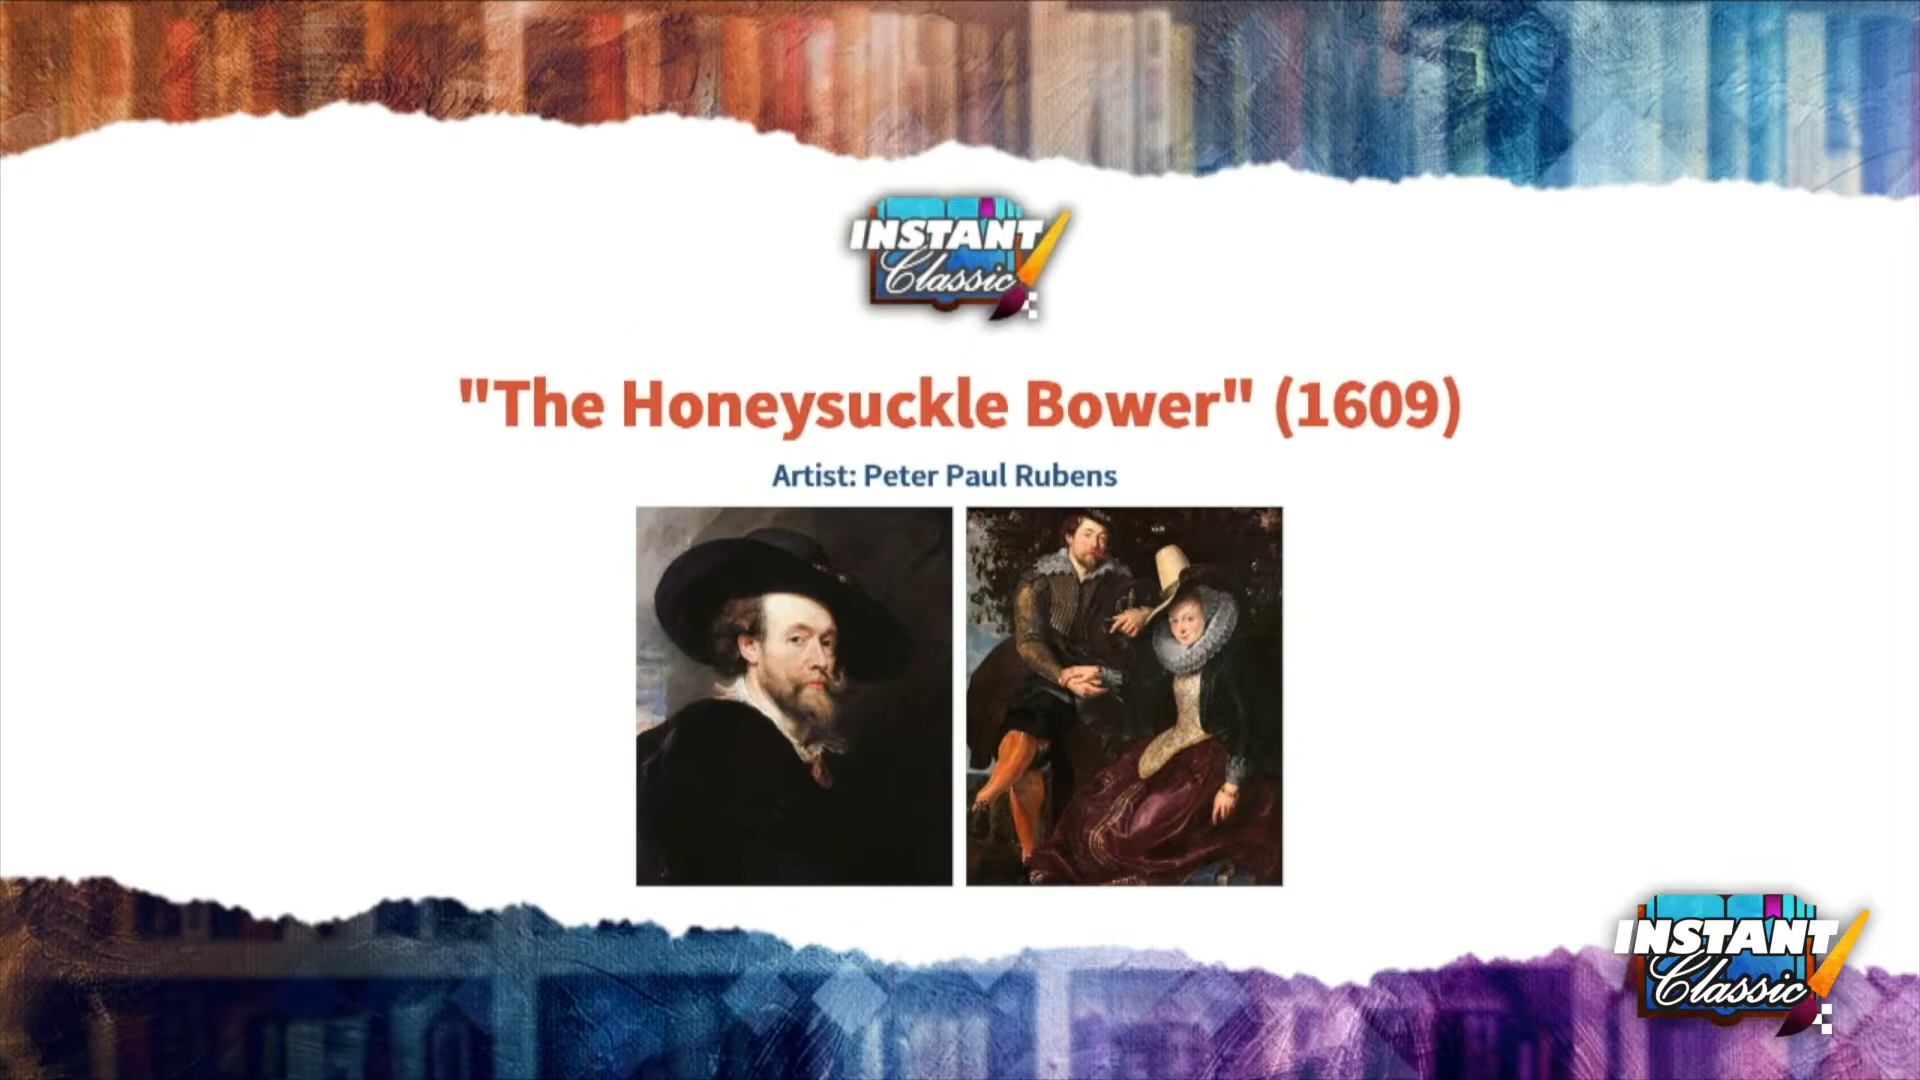 INSTANT
Classic
"The Honeysuckle Bower" (1609)
Artist: Peter Paul Rubens
INSTANT
Classic